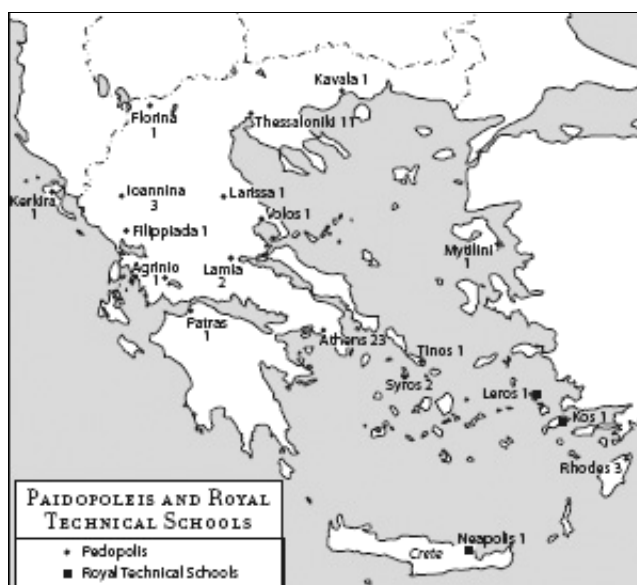 Kavala 1
Florina
1
Thessaloniki 11
Kerkira
1
Ioannina
3
Larissa 1
Volos 1
Filippiada 1
Mytilini
1
Agrinio
1
Lamia
2
Patras
1
Athens 23
Tinos 1
Syros 2
Leros 1
Kos 1
Rhodes 3
Neapolis 1
Crete
PAIDOPOLEIS AND ROYAL
TECHNICAL SCHOOLS
Pedopolis
Royal Technical Schools